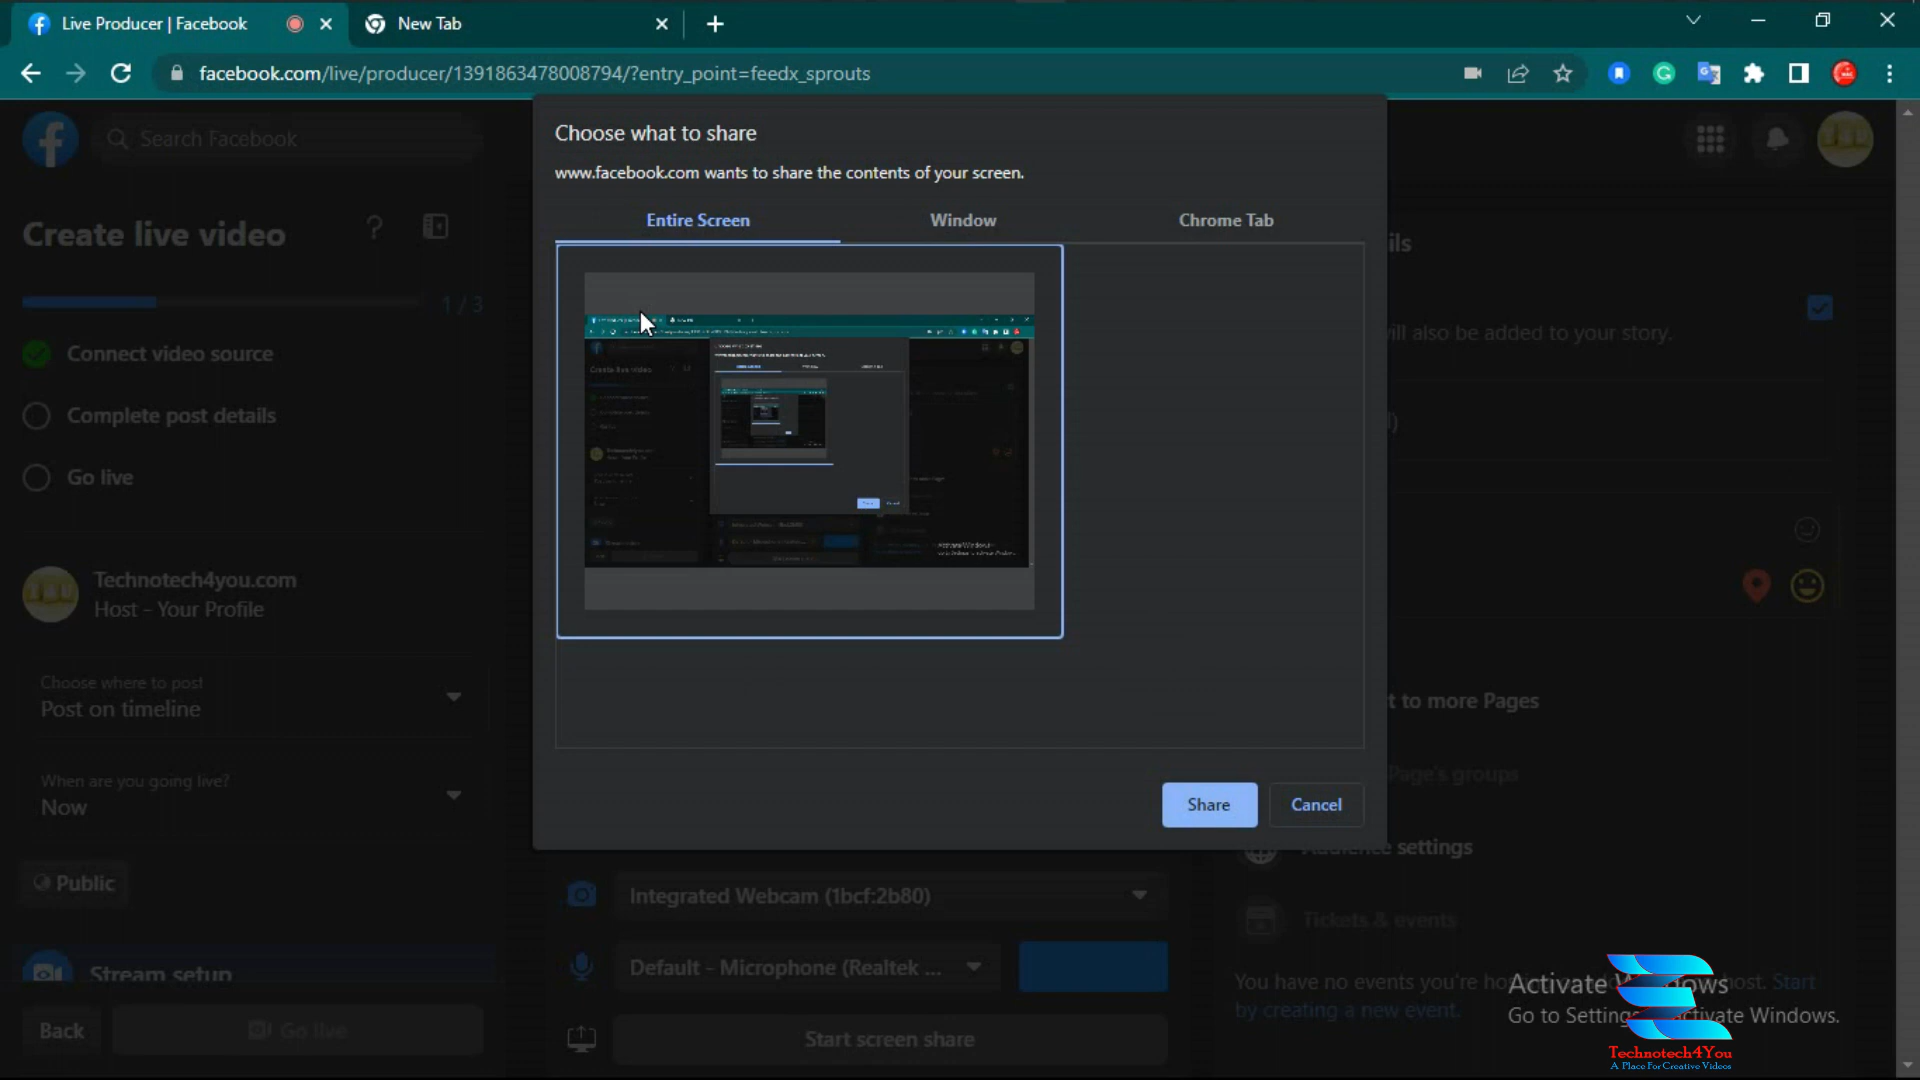 Live Producer | Facebook
New Tab
facebook.com/live/producer/1391863478008794/?entry_point=feedx_sprouts
Search Facebook
Create live video
1 / 3
Connect video source
Complete post details
Go live
Technotech4you.com
Host - Your Profile
Choose where to post
Post on timeline
When are you going live?
Now
Public
Stream setup
Back
Go live
Choose what to share
www.facebook.com wants to share the contents of your screen.
Entire Screen
Window
Chrome Tab
Share
Cancel
Integrated Webcam (1bcf:2b80)
Default - Microphone (Realtek ...
Start screen share
ils
ill also be added to your story.
t to more Pages
Page's groups
Audience settings
Tickets & events
You have no events you're host. Start
by creating a new event.
Activate Windows
Go to Settings activate Windows.
Technotech4You
A Place For Creative Videos